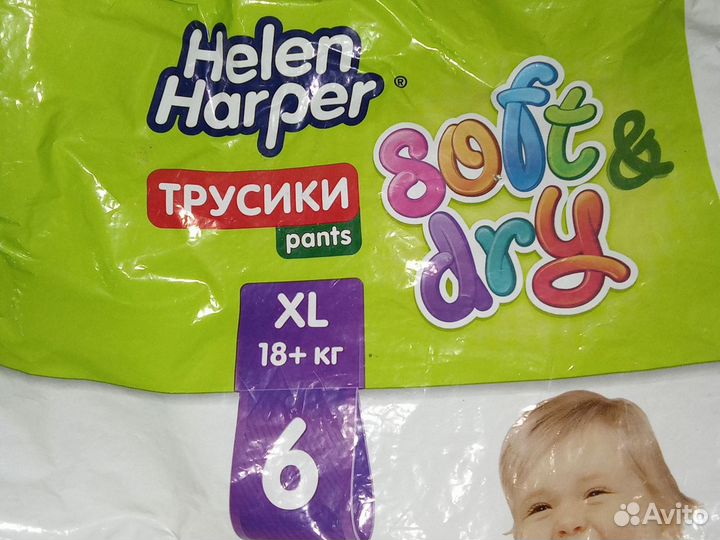 Helen
Harper®
soft &
dry
ТРУСИКИ
pants
XL
18+ кг
6
Avito